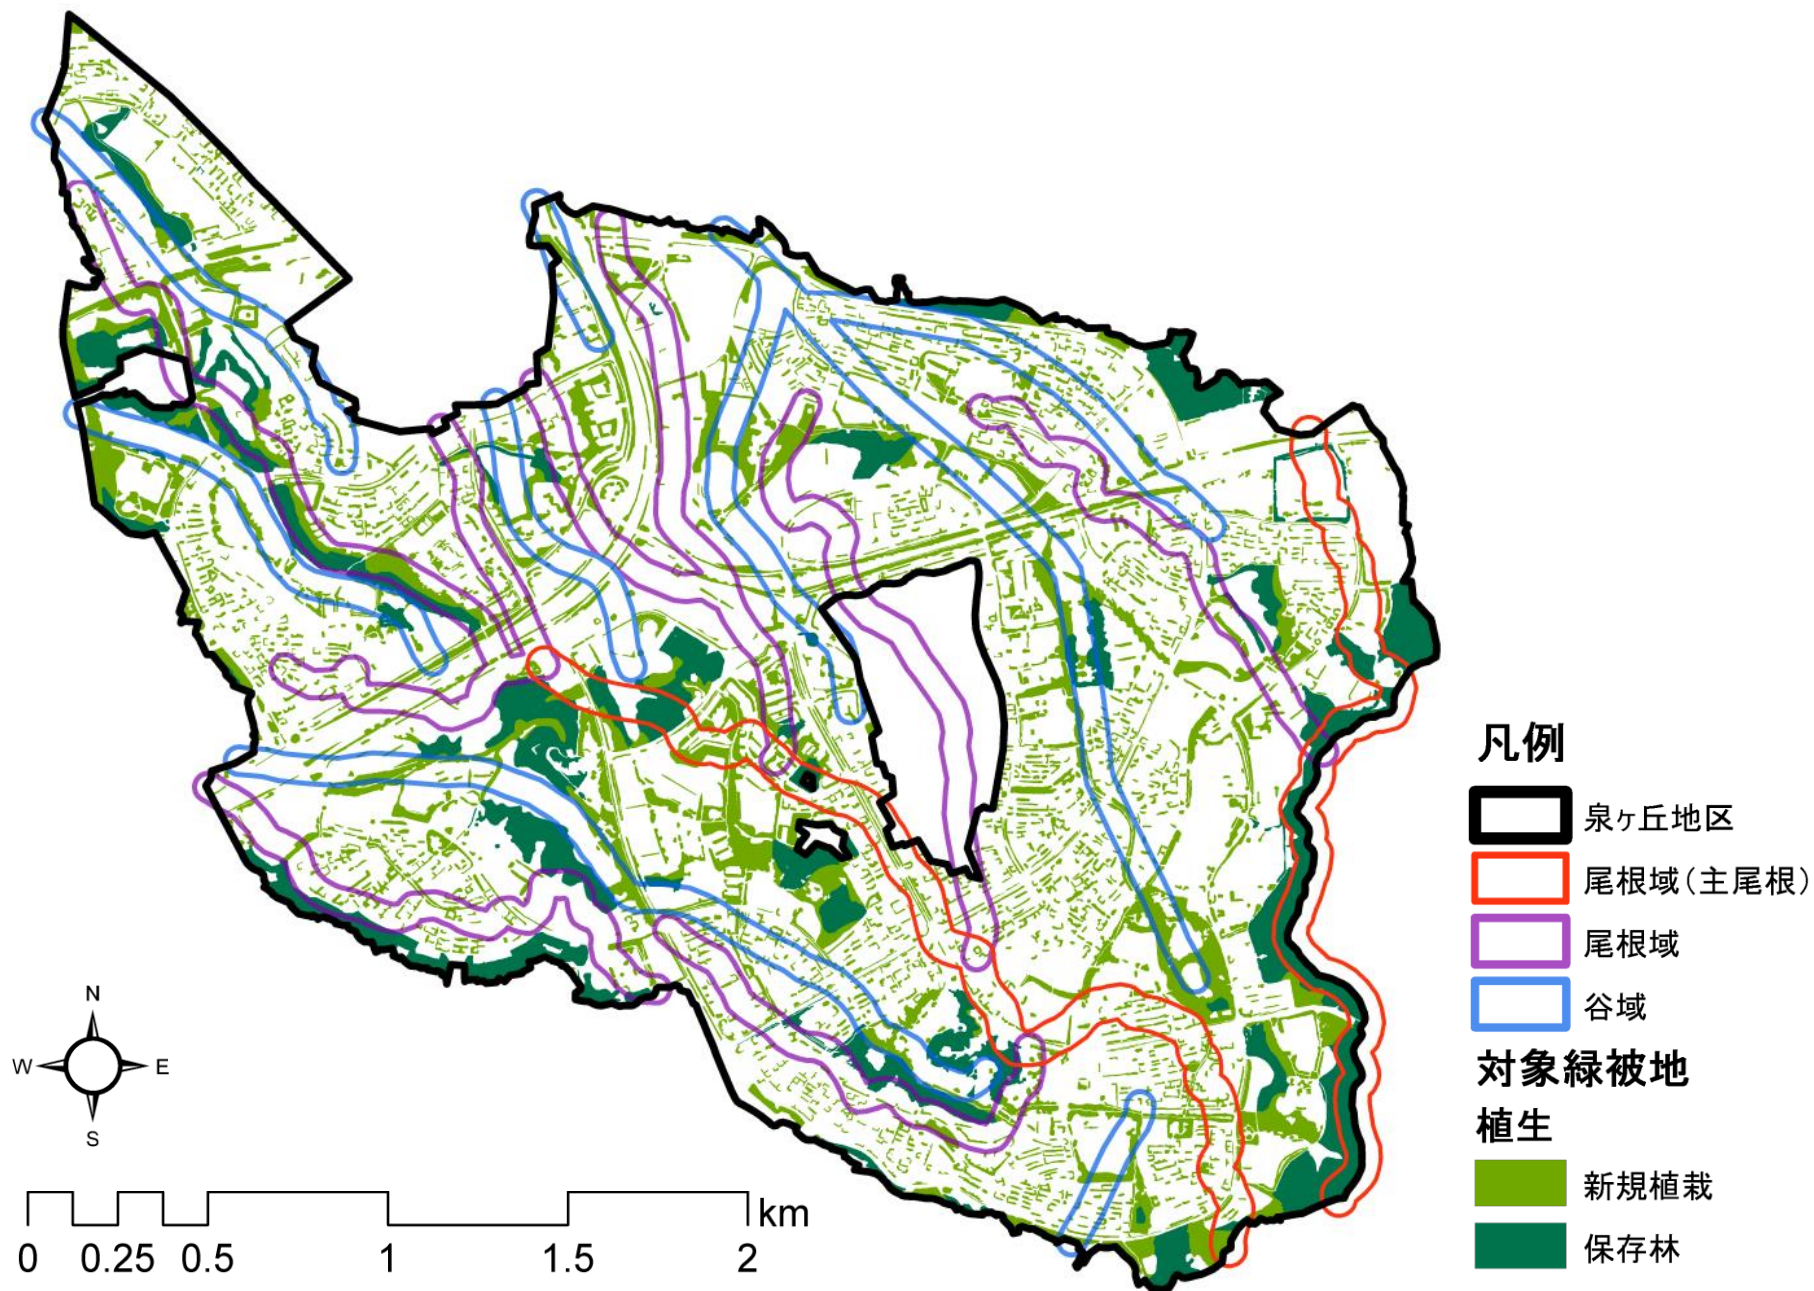 凡例
泉ヶ丘地区
尾根域(主尾根)
尾根域
谷域
対象緑被地
植生
新規植栽
保存林
N
W E
S
km
0 0.25 0.5 1 1.5 2